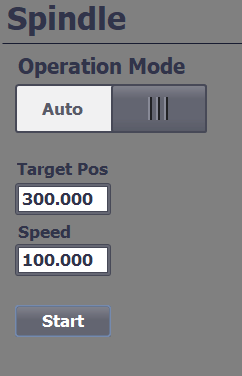 Spindle
Operation Mode
Auto
Target Pos
300.000
Speed
100.000
Start